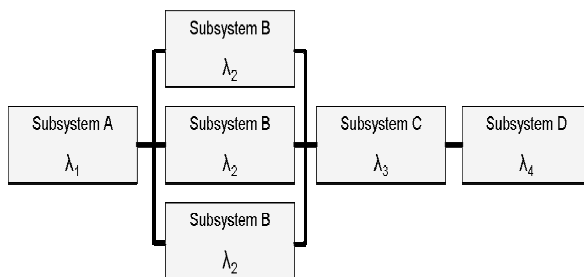 Subsystem B
λ2
Subsystem A
λ1
Subsystem B
λ2
Subsystem C
λ3
Subsystem D
λ4
Subsystem B
λ2